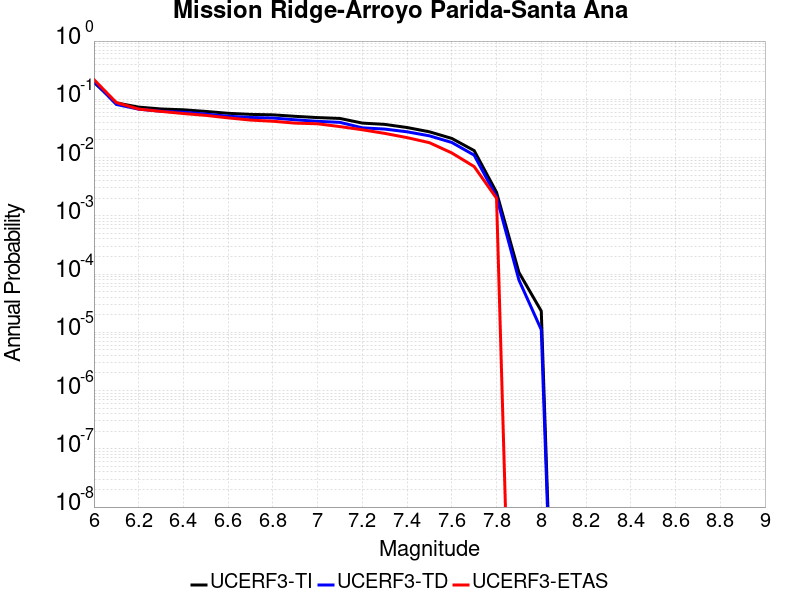 Mission Ridge-Arroyo Parida-Santa Ana
10^0
10^-1
10^-2
10^-3
10^-4
10^-5
10^-6
10^-7
10^-8
Annual Probability
6 6.2 6.4 6.6 6.8 7 7.2 7.4 7.6 7.8 8 8.2 8.4 8.6 8.8 9
Magnitude
UCERF3-TI UCERF3-TD UCERF3-ETAS